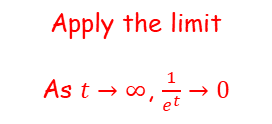 Apply the limit
As t → ∞, 1/e^t → 0